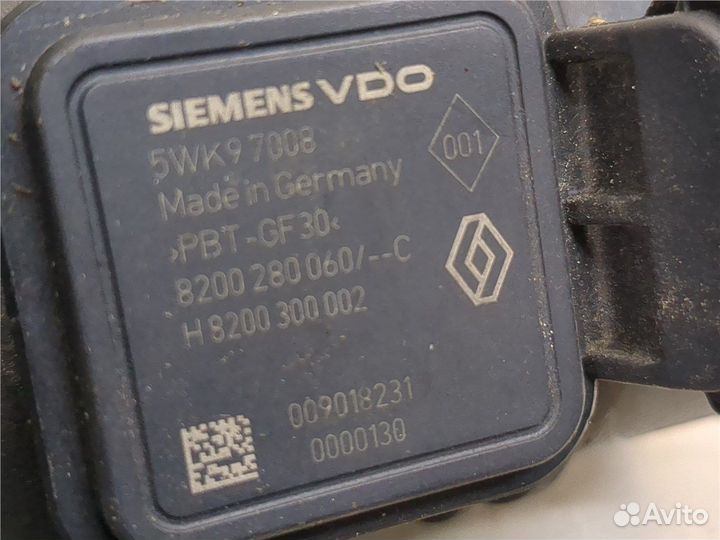 SIEMENS VDO
5WK9 7008
001
Made in Germany
>PBT-GF30<
8200 280 060/--C
H 8200 300 002
009018231
0000130
Avito